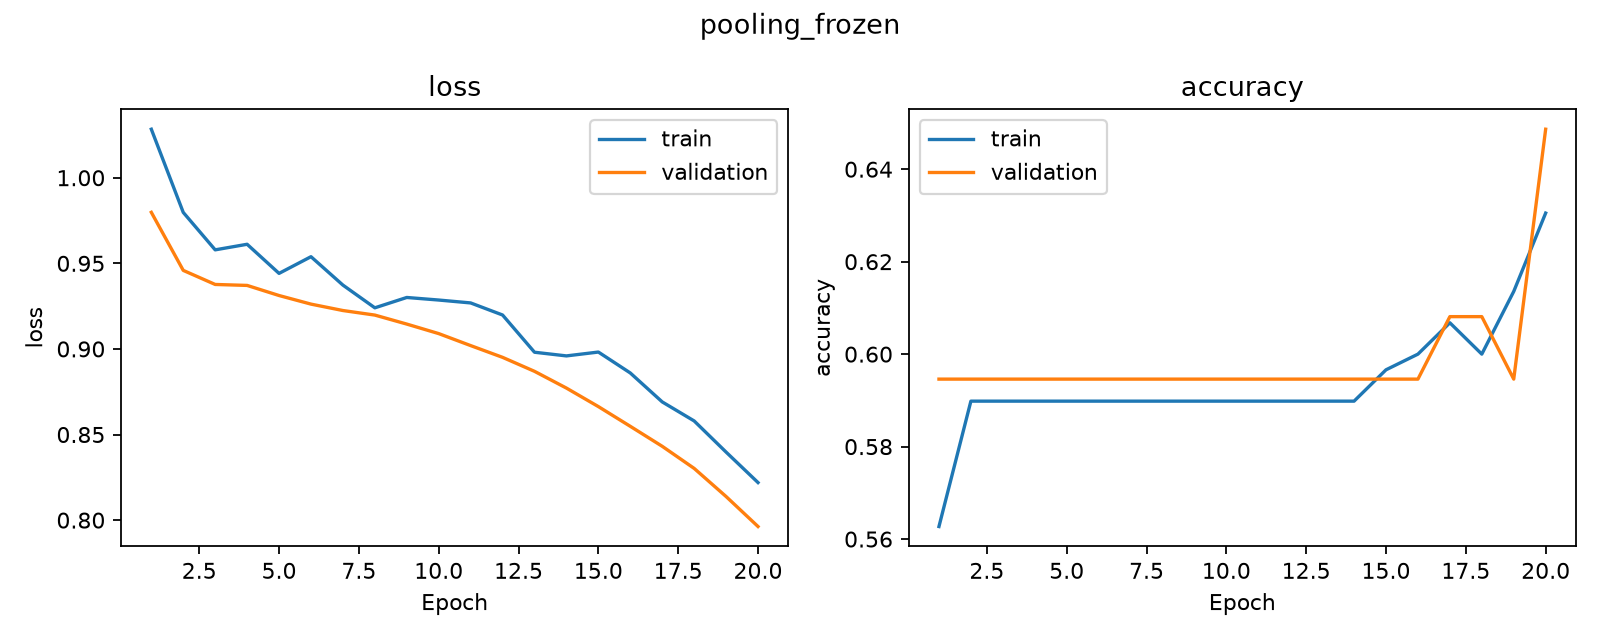 pooling_frozen
loss
train
validation
1.00
0.95
0.90
0.85
0.80
loss
2.5 5.0 7.5 10.0 12.5 15.0 17.5 20.0
Epoch
accuracy
train
validation
0.64
0.62
0.60
0.58
0.56
accuracy
2.5 5.0 7.5 10.0 12.5 15.0 17.5 20.0
Epoch